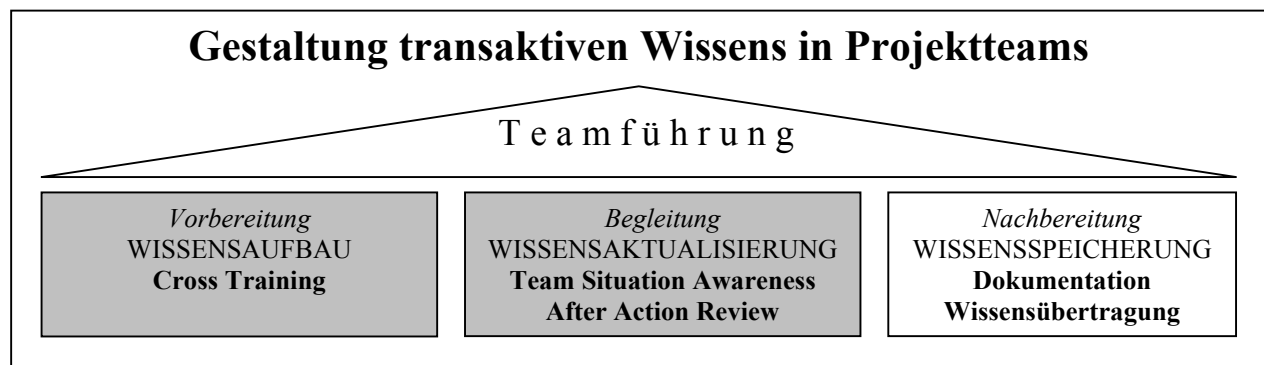 Gestaltung transaktiven Wissens in Projektteams
Teamführung
Vorbereitung
WISSENSAUFBAU
Cross Training
Begleitung
WISSENSAKTUALISIERUNG
Team Situation Awareness
After Action Review
Nachbereitung
WISSENSSPEICHERUNG
Dokumentation
Wissensübertragung